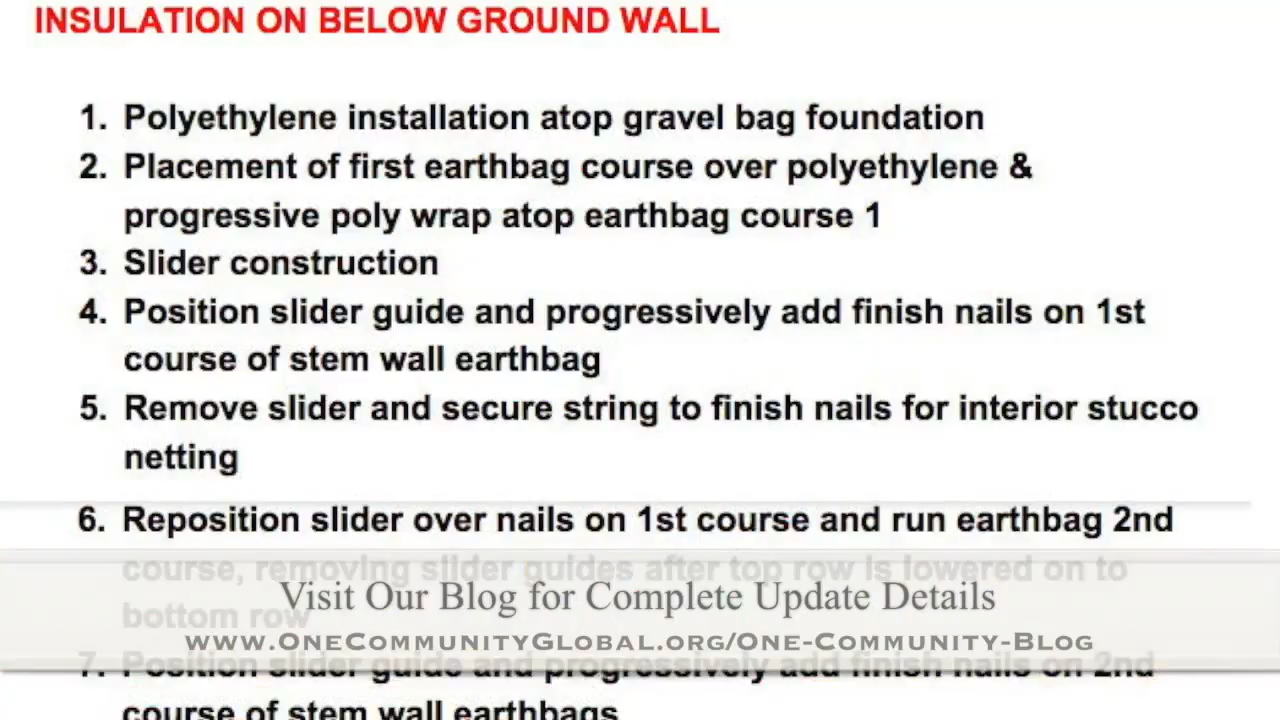 INSULATION ON BELOW GROUND WALL
1. Polyethylene installation atop gravel bag foundation
2. Placement of first earthbag course over polyethylene &
progressive poly wrap atop earthbag course 1
3. Slider construction
4. Position slider guide and progressively add finish nails on 1st
course of stem wall earthbag
5. Remove slider and secure string to finish nails for interior stucco
netting
6. Reposition slider over nails on 1st course and run earthbag 2nd
course, removing slider guides after top row is lowered on to
bottom row
Visit Our Blog for Complete Update Details
www.OneCommunityGlobal.org/One-Community-Blog
7. Position slider guide and progressively add finish nails on 2nd
course of stem wall earthbags